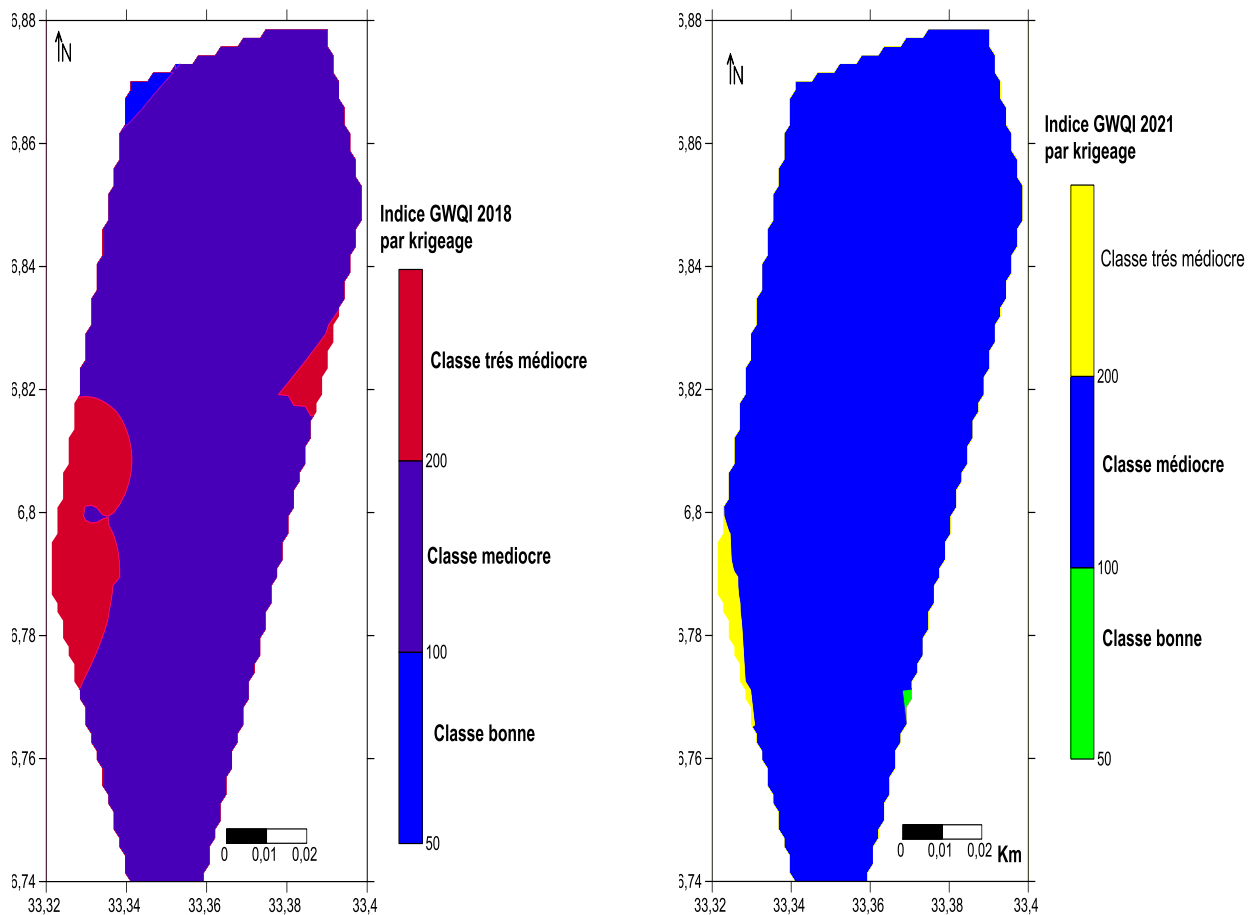 6,88
6,86
6,84
6,82
6,8
6,78
6,76
6,74
33,32 33,34 33,36 33,38 33,4
N
0 0,01 0,02
Indice GWQI 2018
par krigeage
Classe trés médiocre
200
Classe mediocre
100
Classe bonne
50
6,88
6,86
6,84
6,82
6,8
6,78
6,76
6,74
33,32 33,34 33,36 33,38 33,4
N
0 0,01 0,02 Km
Indice GWQI 2021
par krigeage
Classe trés médiocre
200
Classe médiocre
100
Classe bonne
50